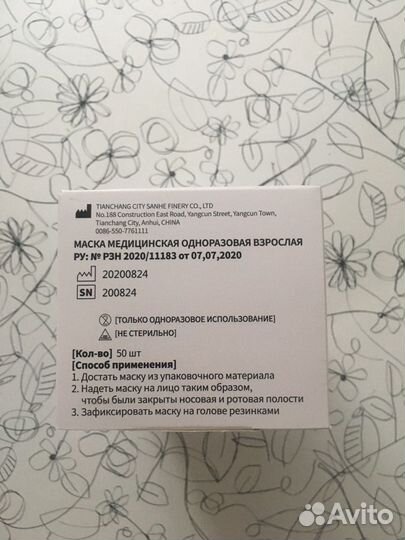 TIANCHANG CITY SANHE FINERY CO., LTD
No.188 Construction East Road, Yangcun Street, Yangcun Town,
Tianchang City, Anhui, CHINA
0086-550-7761111
МАСКА МЕДИЦИНСКАЯ ОДНОРАЗОВАЯ ВЗРОСЛАЯ
РУ: № РЗН 2020/11183 от 07,07,2020
20200824
SN 200824
[ТОЛЬКО ОДНОРАЗОВОЕ ИСПОЛЬЗОВАНИЕ]
[НЕ СТЕРИЛЬНО]
[Кол-во] 50 шт
[Способ применения]
1. Достать маску из упаковочного материала
2. Надеть маску на лицо таким образом,
чтобы были закрыты носовая и ротовая полости
3. Зафиксировать маску на голове резинками
Avito